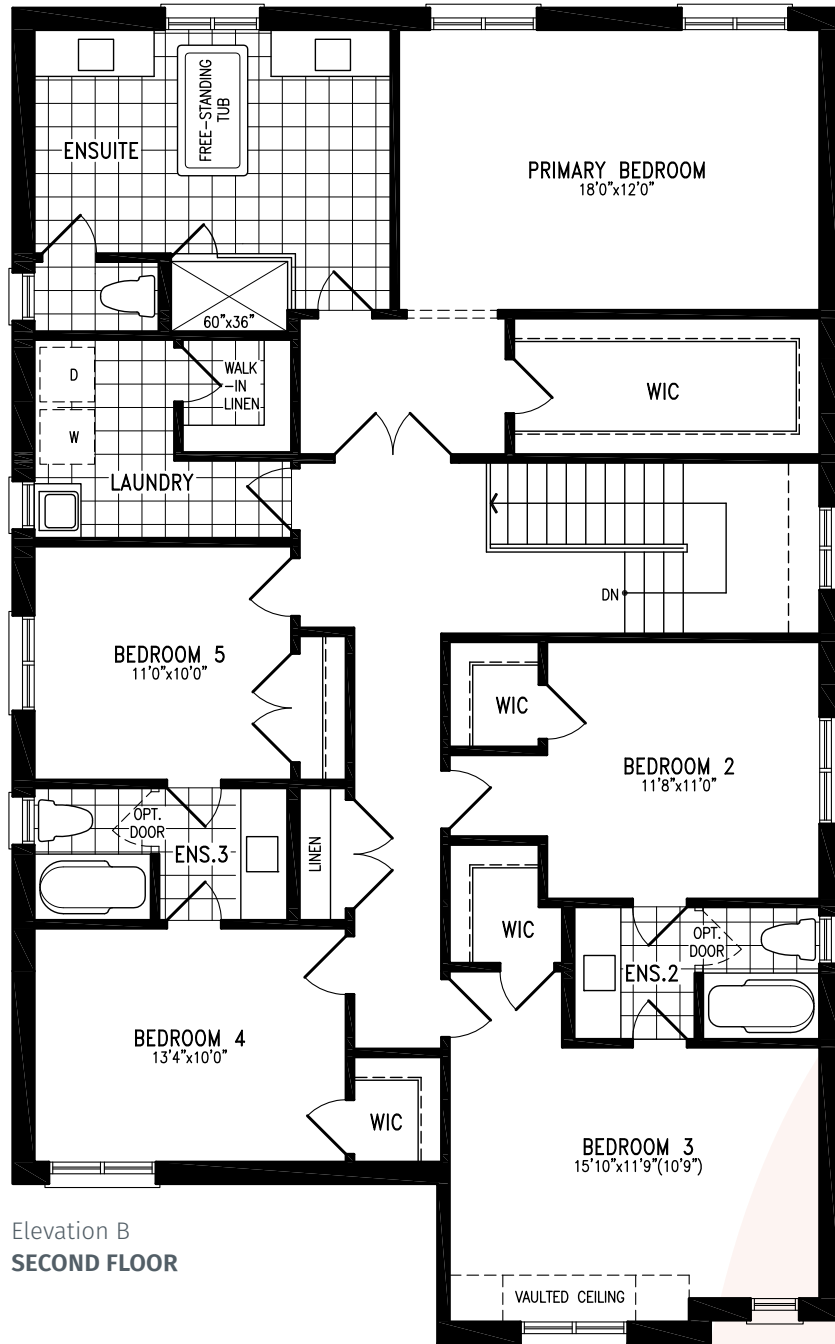 FREE-STANDING
TUB
ENSUITE
PRIMARY BEDROOM
18'0"x12'0"
60"x36"
D
WALK
-IN
LINEN
WIC
W
LAUNDRY
DN
BEDROOM 5
11'0"x10'0"
WIC
BEDROOM 2
11'8"x11'0"
OPT.
DOOR
ENS.3
LINEN
WIC
OPT.
DOOR
ENS.2
BEDROOM 4
13'4"x10'0"
WIC
BEDROOM 3
15'10"x11'9"(10'9")
Elevation B
SECOND FLOOR
VAULTED CEILING